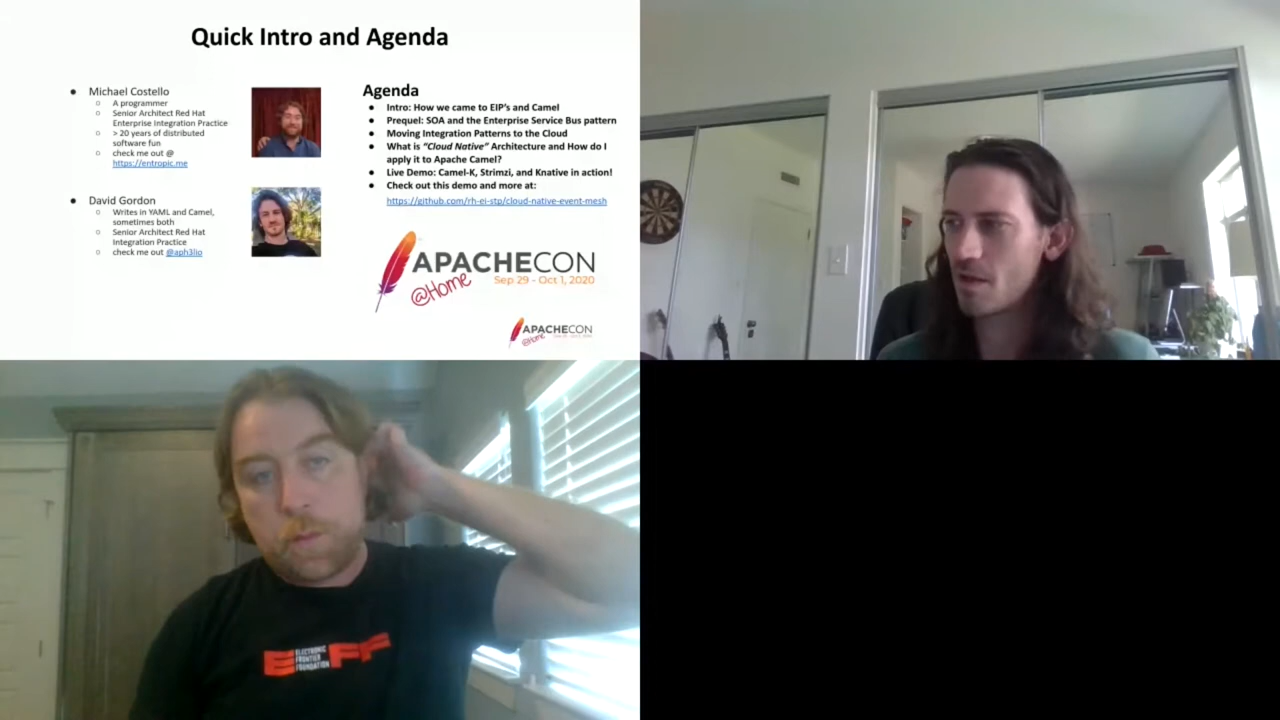 Quick Intro and Agenda
● Michael Costello
○ A programmer
○ Senior Architect Red Hat
Enterprise Integration Practice
○ > 20 years of distributed
software fun
○ check me out @
https://entropic.me
● David Gordon
○ Writes in YAML and Camel,
sometimes both
○ Senior Architect Red Hat
Integration Practice
○ check me out @aph3lio
Agenda
● Intro: How we came to EIP's and Camel
● Prequel: SOA and the Enterprise Service Bus pattern
● Moving Integration Patterns to the Cloud
● What is “Cloud Native” Architecture and How do I
apply it to Apache Camel?
● Live Demo: Camel-K, Strimzi, and Knative in action!
● Check out this demo and more at:
https://github.com/rh-ei-stp/cloud-native-event-mesh
APACHECON
@Home
Sep 29 - Oct 1, 2020
APACHECON
@Home
EFF
ELECTRONIC
FRONTIER
FOUNDATION